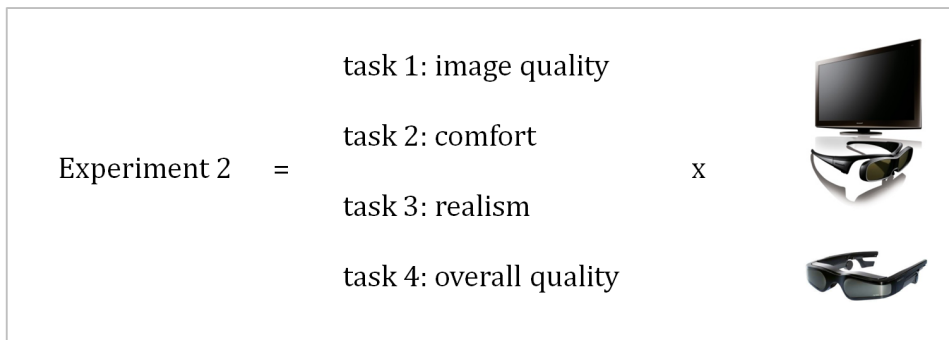 task 1: image quality
task 2: comfort
Experiment 2 = x
task 3: realism
task 4: overall quality